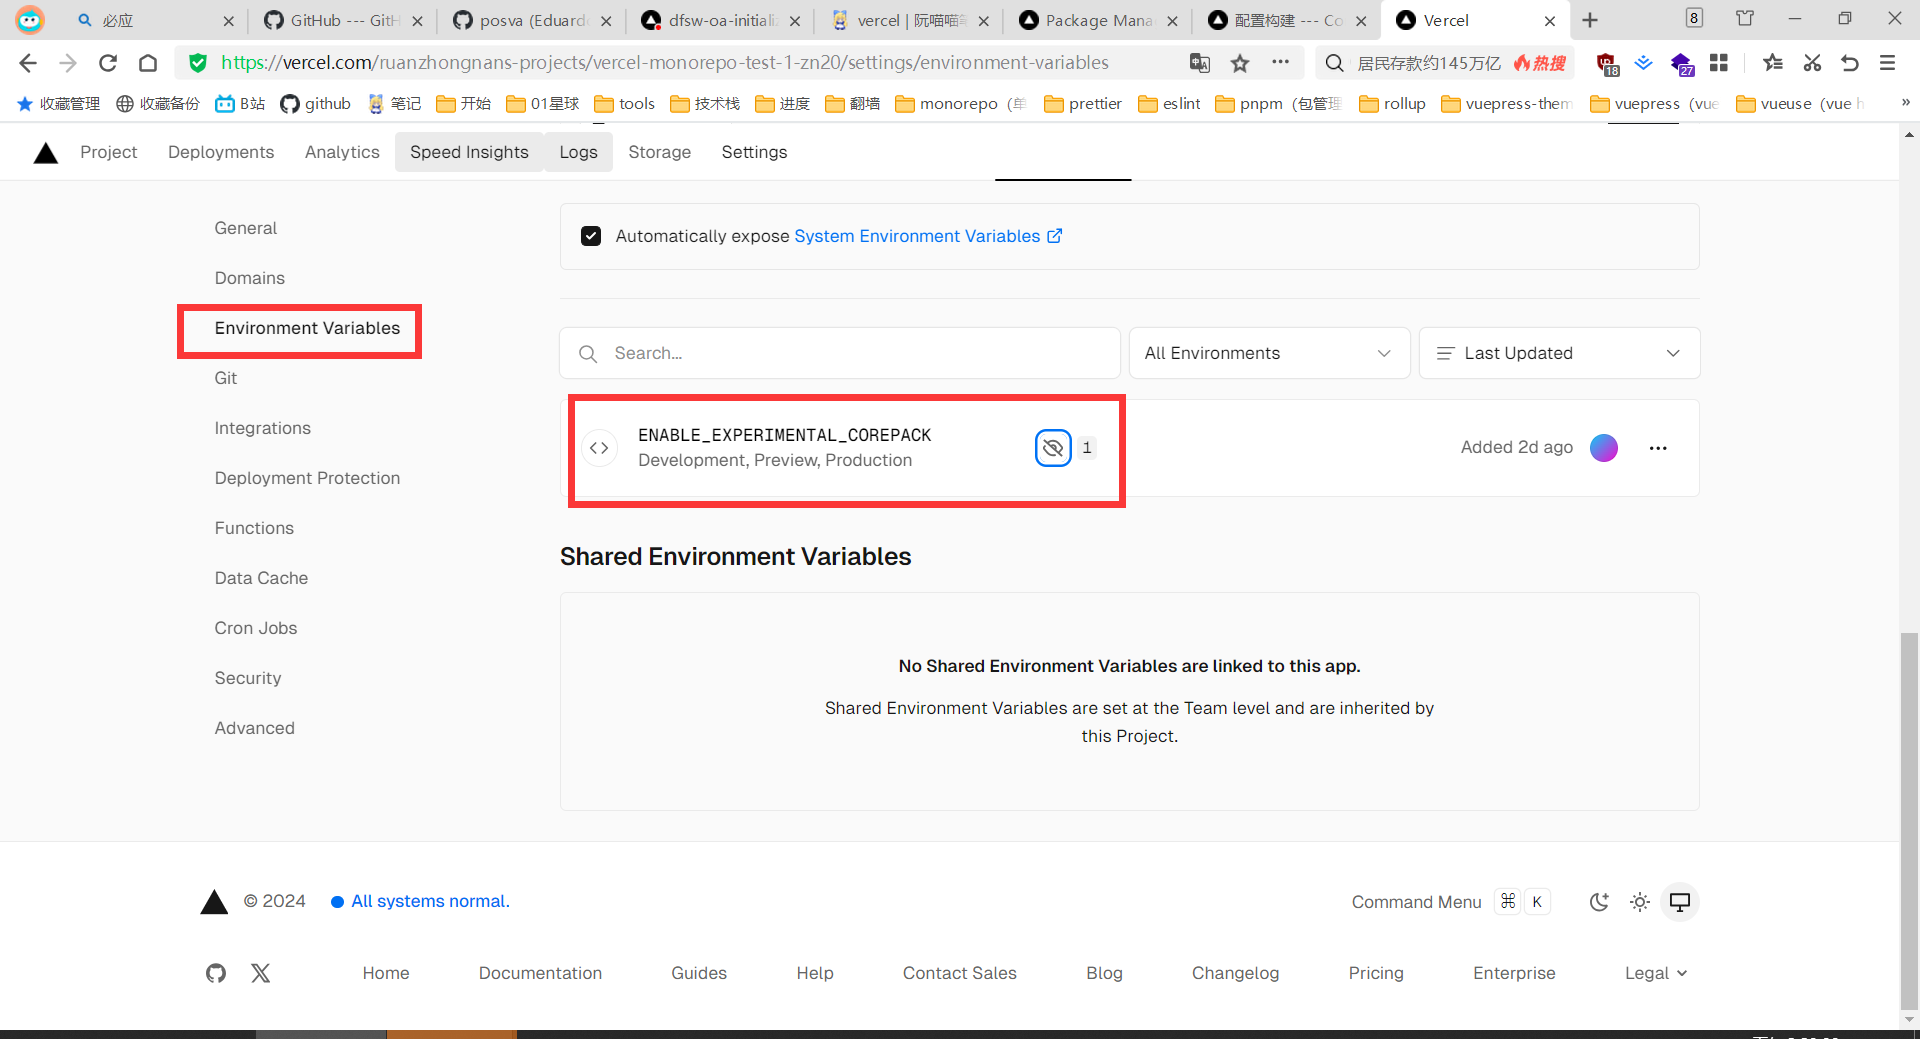 必应
GitHub --- GitH
posva (Eduard
dfsw-oa-initializ
vercel | 阮喵喵笔
Package Mana
配置构建 --- Co
Vercel
8
https://vercel.com/ruanzhongnans-projects/vercel-monorepo-test-1-zn20/settings/environment-variables
居民存款约145万亿
热搜
18
27
收藏管理
收藏备份
B站
github
笔记
开始
01星球
tools
技术栈
进度
翻墙
monorepo（单
prettier
eslint
pnpm（包管理
rollup
vuepress-them
vuepress（vue
vueuse（vue h
»
Project
Deployments
Analytics
Speed Insights
Logs
Storage
Settings
General
Domains
Environment Variables
Git
Integrations
Deployment Protection
Functions
Data Cache
Cron Jobs
Security
Advanced
Automatically expose System Environment Variables
Search...
All Environments
Last Updated
ENABLE_EXPERIMENTAL_COREPACK
Development, Preview, Production
1
Added 2d ago
Shared Environment Variables
No Shared Environment Variables are linked to this app.
Shared Environment Variables are set at the Team level and are inherited by
this Project.
© 2024
All systems normal.
Command Menu
⌘
K
Home
Documentation
Guides
Help
Contact Sales
Blog
Changelog
Pricing
Enterprise
Legal